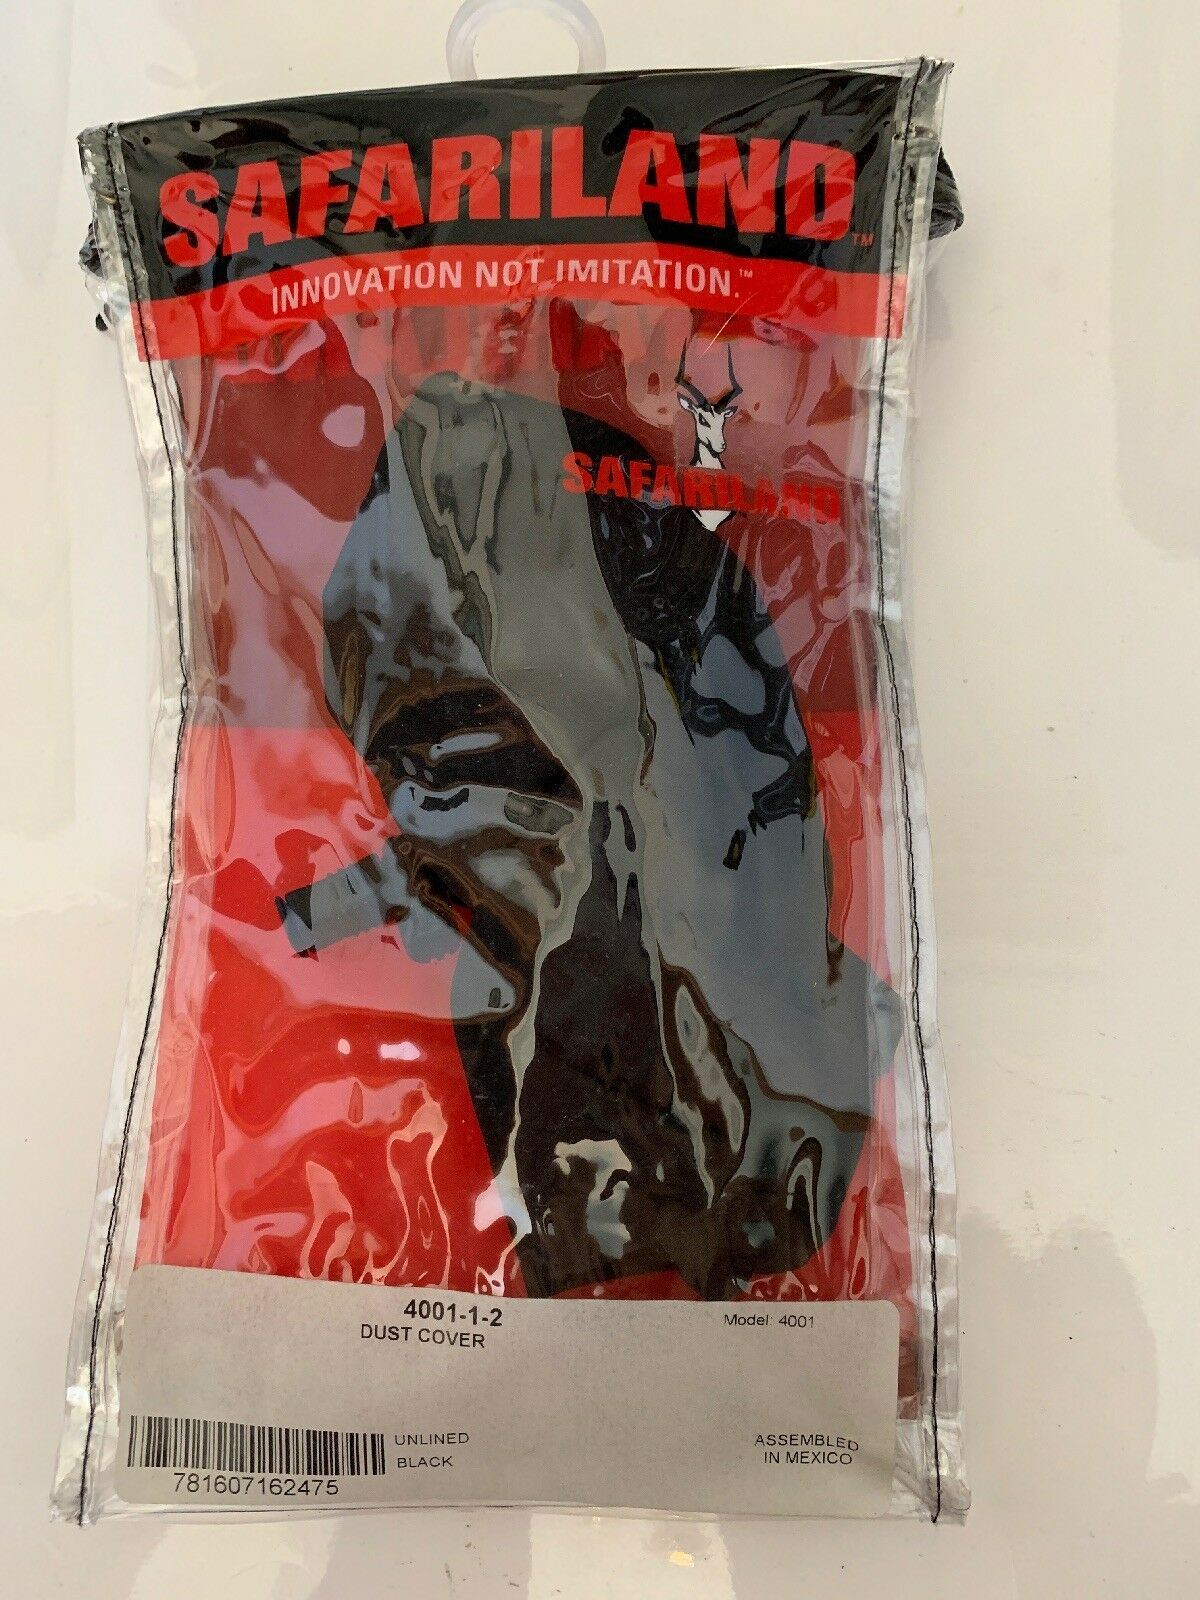 SAFARILAND™
INNOVATION NOT IMITATION.™
SAFARILAND
4001-1-2
DUST COVER
Model: 4001
UNLINED
BLACK
781607162475
ASSEMBLED
IN MEXICO